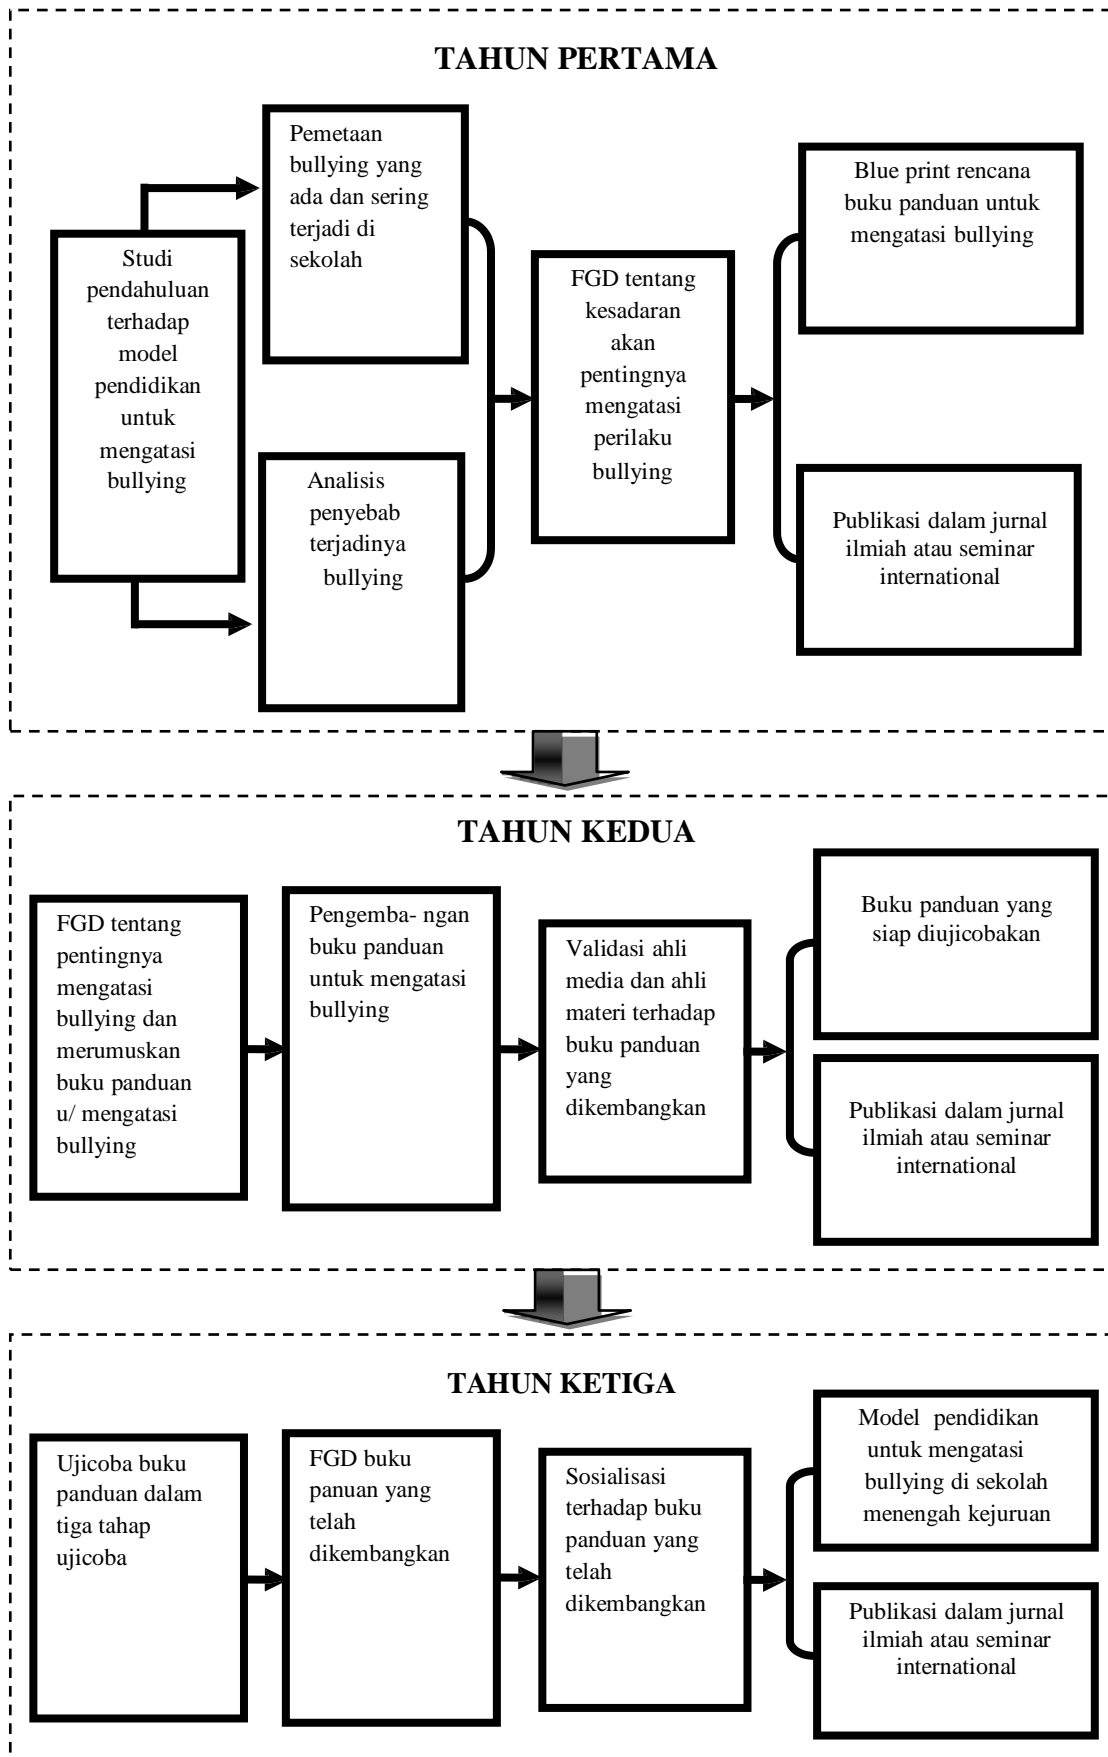 TAHUN PERTAMA
Studi
pendahuluan
terhadap
model
pendidikan
untuk
mengatasi
bullying
Pemetaan
bullying yang
ada dan sering
terjadi di
sekolah
Analisis
penyebab
terjadinya
bullying
FGD tentang
kesadaran
akan
pentingnya
mengatasi
perilaku
bullying
Blue print rencana
buku panduan untuk
mengatasi bullying
Publikasi dalam jurnal
ilmiah atau seminar
international
TAHUN KEDUA
FGD tentang
pentingnya
mengatasi
bullying dan
merumuskan
buku panduan
u/ mengatasi
bullying
Pengemba- ngan
buku panduan
untuk mengatasi
bullying
Validasi ahli
media dan ahli
materi terhadap
buku panduan
yang
dikembangkan
Buku panduan yang
siap diujicobakan
Publikasi dalam jurnal
ilmiah atau seminar
international
TAHUN KETIGA
Ujicoba buku
panduan dalam
tiga tahap
ujicoba
FGD buku
panuan yang
telah
dikembangkan
Sosialisasi
terhadap buku
panduan yang
telah
dikembangkan
Model pendidikan
untuk mengatasi
bullying di sekolah
menengah kejuruan
Publikasi dalam jurnal
ilmiah atau seminar
international